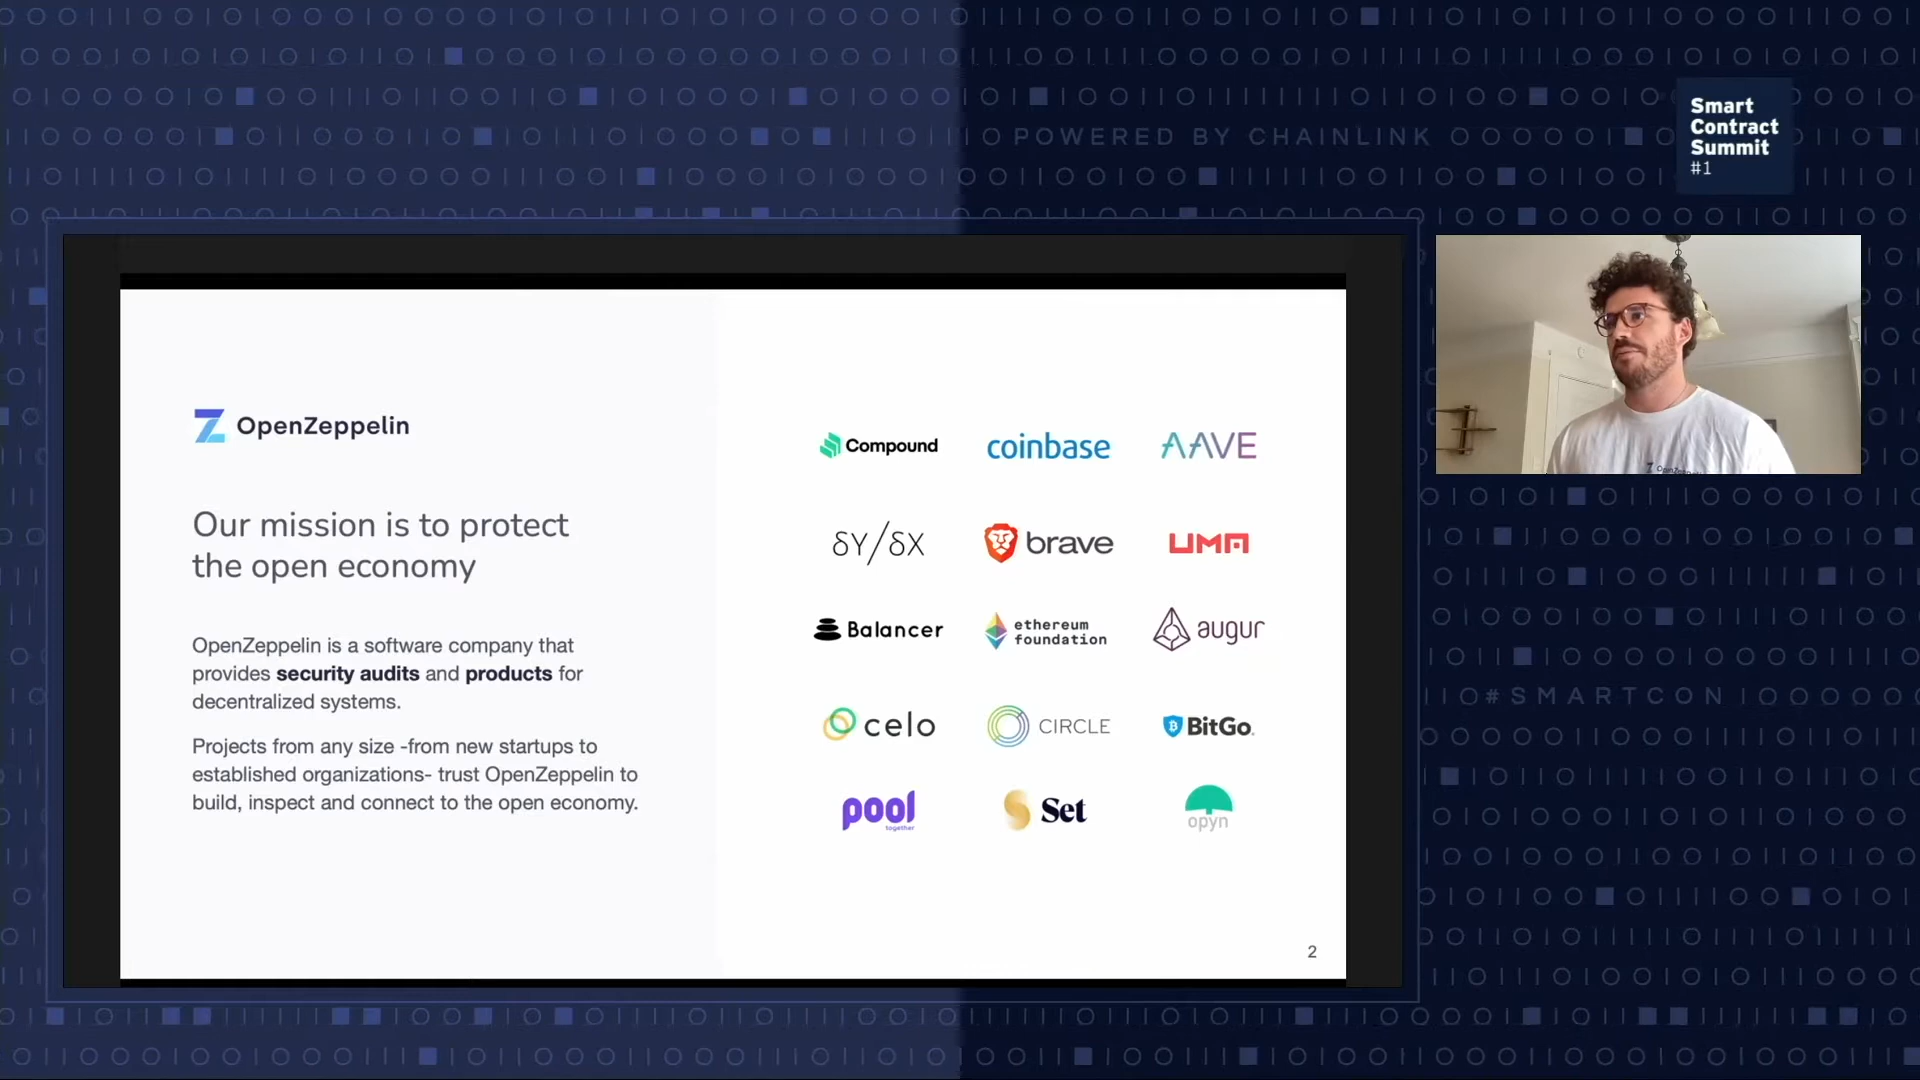 POWERED BY CHAINLINK
Smart
Contract
Summit
#1
OpenZeppelin
Our mission is to protect
the open economy
OpenZeppelin is a software company that
provides security audits and products for
decentralized systems.
Projects from any size -from new startups to
established organizations- trust OpenZeppelin to
build, inspect and connect to the open economy.
Compound
coinbase
AAVE
δY/δX
brave
UMA
Balancer
ethereum
foundation
augur
celo
CIRCLE
BitGo.
pool
together
Set
opyn
2
OpenZeppelin
#SMARTCON